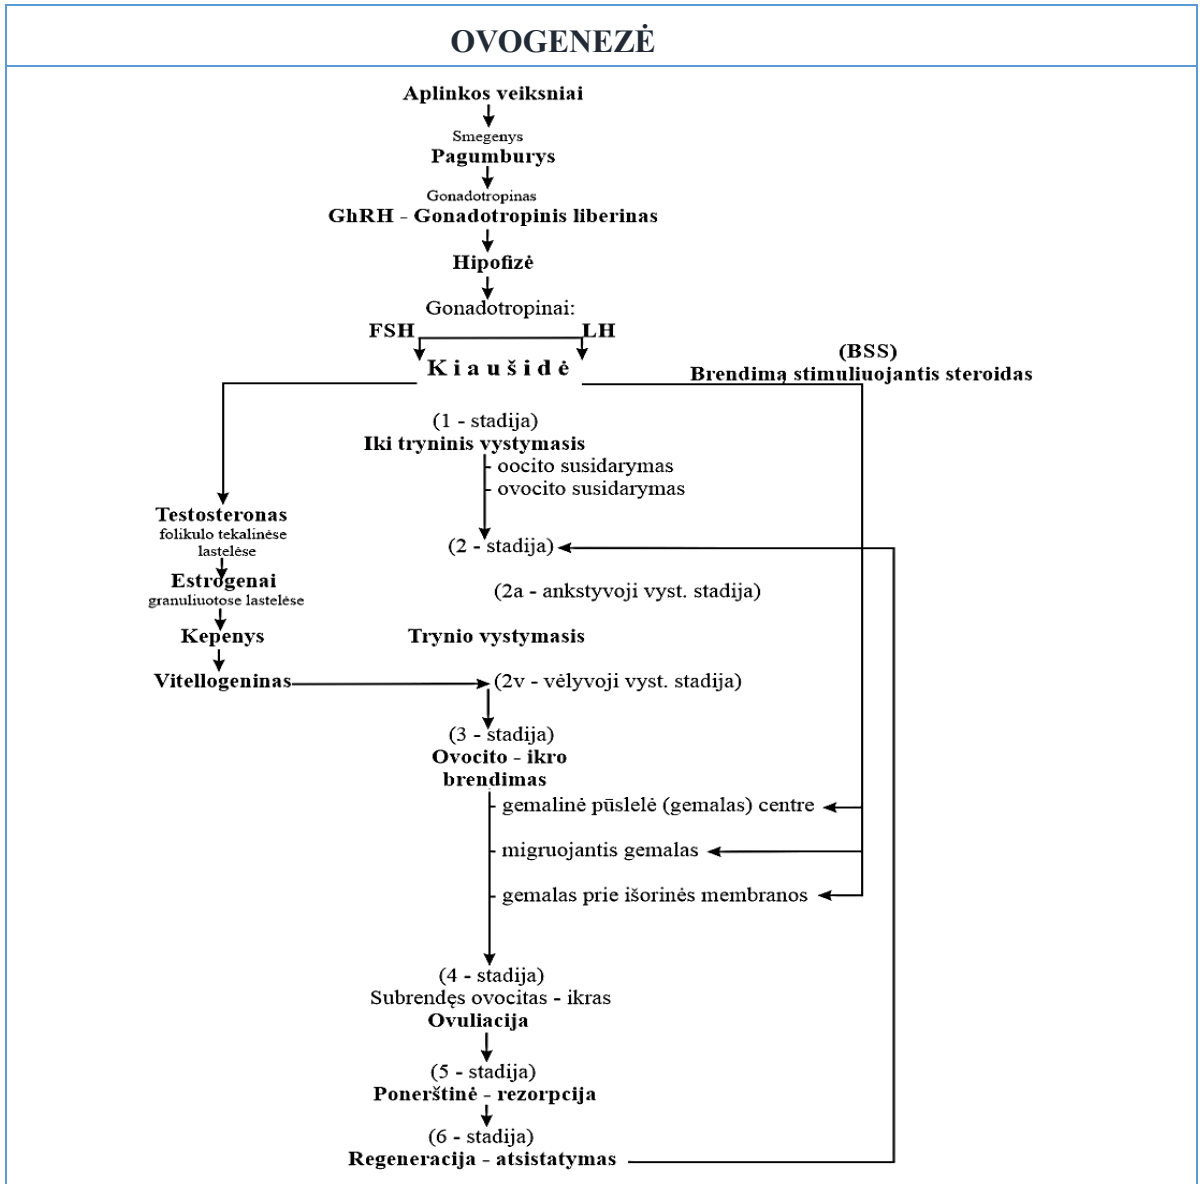 OVOGENEZĖ
Aplinkos veiksniai
Smegenys
Pagumburys
Gonadotropinas
GhRH - Gonadotropinis liberinas
Hipofizė
Gonadotropinai:
FSH LH
Kiaušidė
(BSS)
Brendimą stimuliuojantis steroidas
(1 - stadija)
Iki tryninis vystymasis
- oocito susidarymas
- ovocito susidarymas
Testosteronas
folikulo tekalinėse
lastelėse
Estrogenai
granuliuotose lastelėse
Kepenys
Vitellogeninas
(2 - stadija)
(2a - ankstyvoji vyst. stadija)
Trynio vystymasis
(2v - vėlyvoji vyst. stadija)
(3 - stadija)
Ovocito - ikro
brendimas
- gemalinė pūslelė (gemalas) centre
- migruojantis gemalas
- gemalas prie išorinės membranos
(4 - stadija)
Subrendęs ovocitas - ikras
Ovuliacija
(5 - stadija)
Ponerštinė - rezorpcija
(6 - stadija)
Regeneracija - atsistatymas